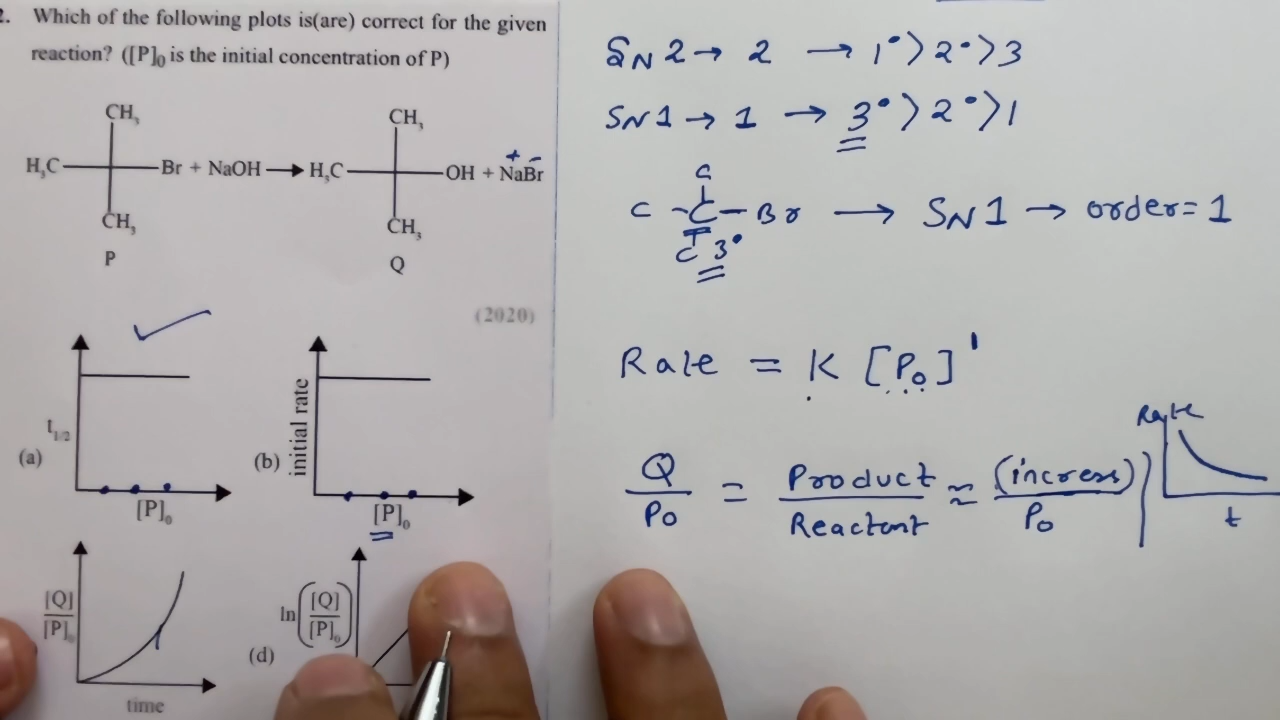 2. Which of the following plots is(are) correct for the given
reaction? ([P]₀ is the initial concentration of P)
CH₃
H₃C
Br + NaOH
CH₃
P
CH₃
H₃C
OH + NaBr
+ -
CH₃
Q
(2020)
t₁/₂
(a)
[P]₀
initial rate
(b)
[P]₀
[Q]
[P]₀
time
ln([Q]/[P]₀)
(d)
SN2 → 2 → 1° > 2° > 3
SN1 → 1 → 3° > 2° > 1
C
C - C - Br → SN1 → order = 1
C 3°
Rate = K [P₀]¹
Q/P₀ = Product/Reactant ≈ (incress)/P₀
Rate
t